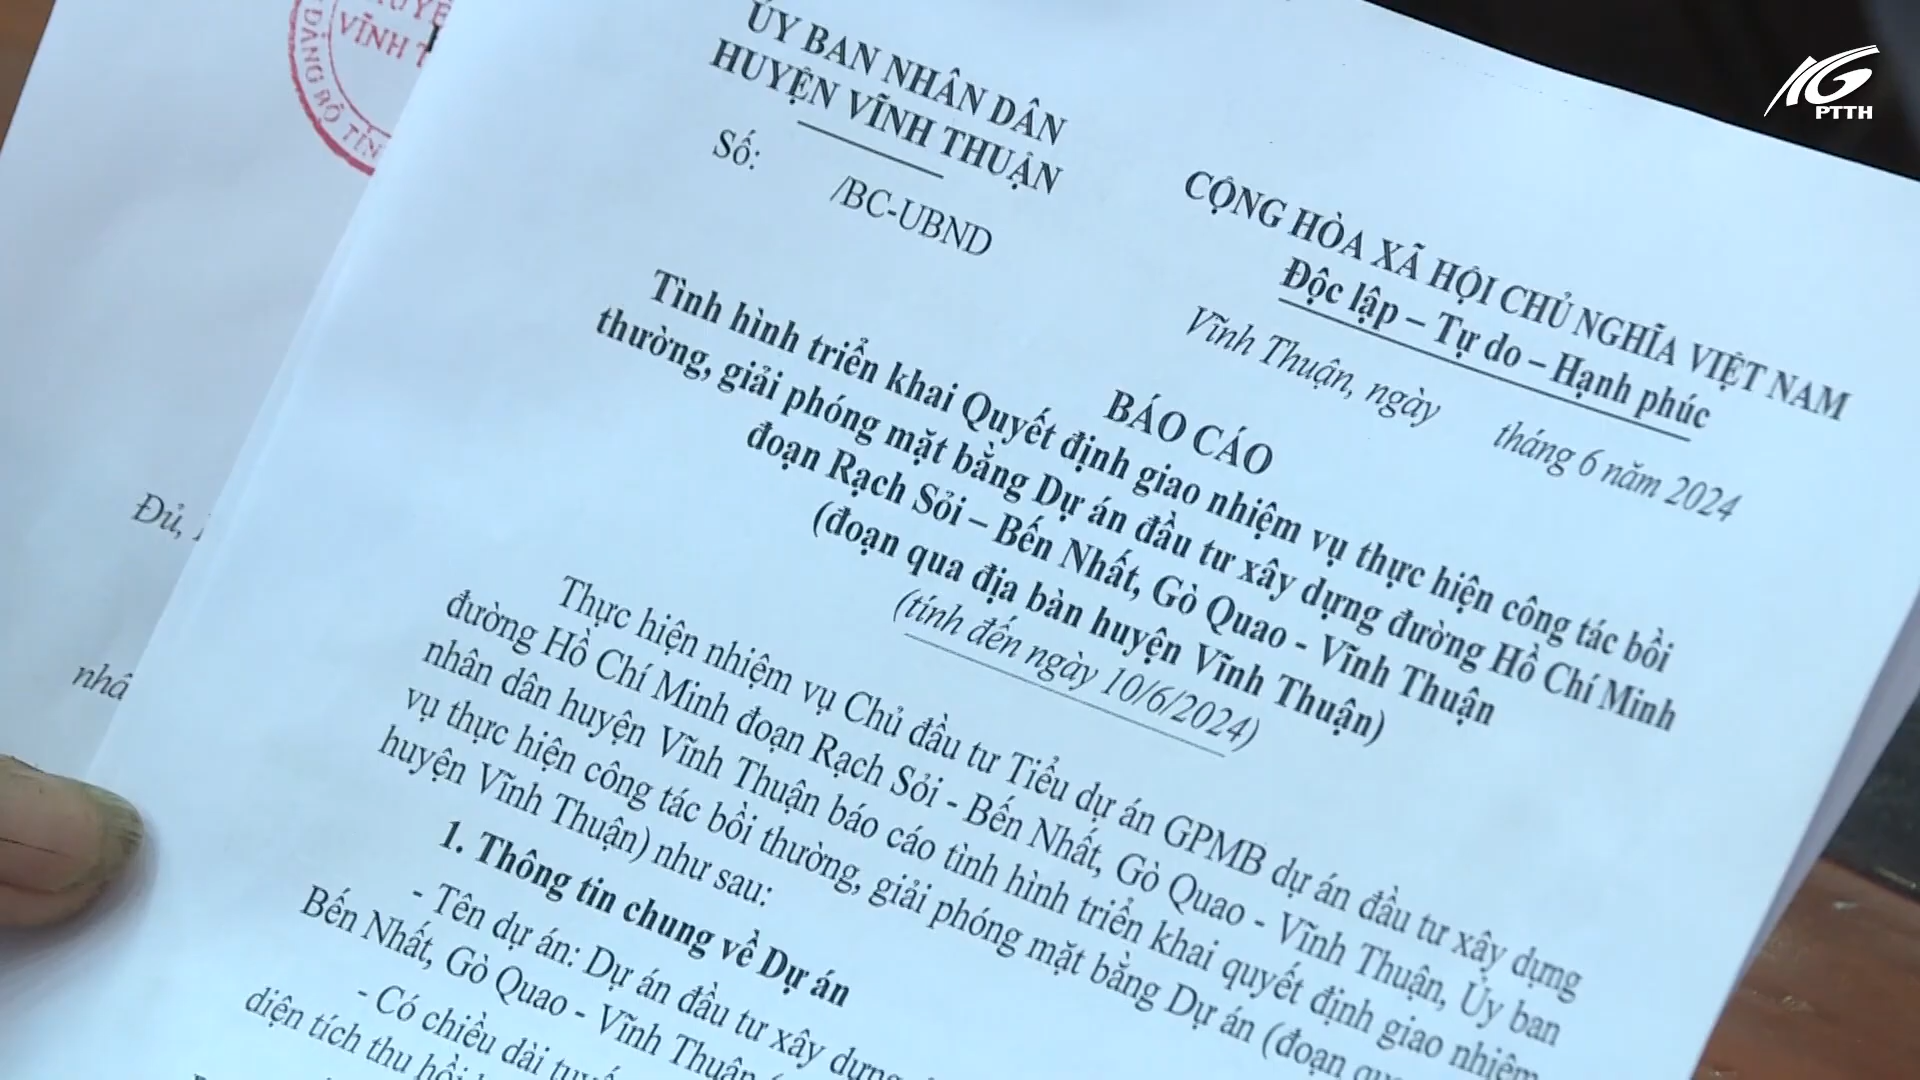 ỦY BAN NHÂN DÂN
HUYỆN VĨNH THUẬN
Số: /BC-UBND
CỘNG HÒA XÃ HỘI CHỦ NGHĨA VIỆT NAM
Độc lập – Tự do – Hạnh phúc
Vĩnh Thuận, ngày tháng 6 năm 2024
BÁO CÁO
Tình hình triển khai Quyết định giao nhiệm vụ thực hiện công tác bồi
thường, giải phóng mặt bằng Dự án đầu tư xây dựng đường Hồ Chí Minh
đoạn Rạch Sỏi – Bến Nhất, Gò Quao - Vĩnh Thuận
(đoạn qua địa bàn huyện Vĩnh Thuận)
(tính đến ngày 10/6/2024)
Thực hiện nhiệm vụ Chủ đầu tư Tiểu dự án GPMB dự án đầu tư xây dựng
đường Hồ Chí Minh đoạn Rạch Sỏi - Bến Nhất, Gò Quao - Vĩnh Thuận, Ủy ban
nhân dân huyện Vĩnh Thuận báo cáo tình hình triển khai quyết định giao nhiệm
vụ thực hiện công tác bồi thường, giải phóng mặt bằng Dự án (đoạn
huyện Vĩnh Thuận) như sau:
1. Thông tin chung về Dự án
- Tên dự án: Dự án đầu tư xây dựng
Bến Nhất, Gò Quao - Vĩnh Thuận
- Có chiều dài
diện tích thu hồi
VĨNH
ĐẢNG BỘ
Đủ,
KG
PTTH